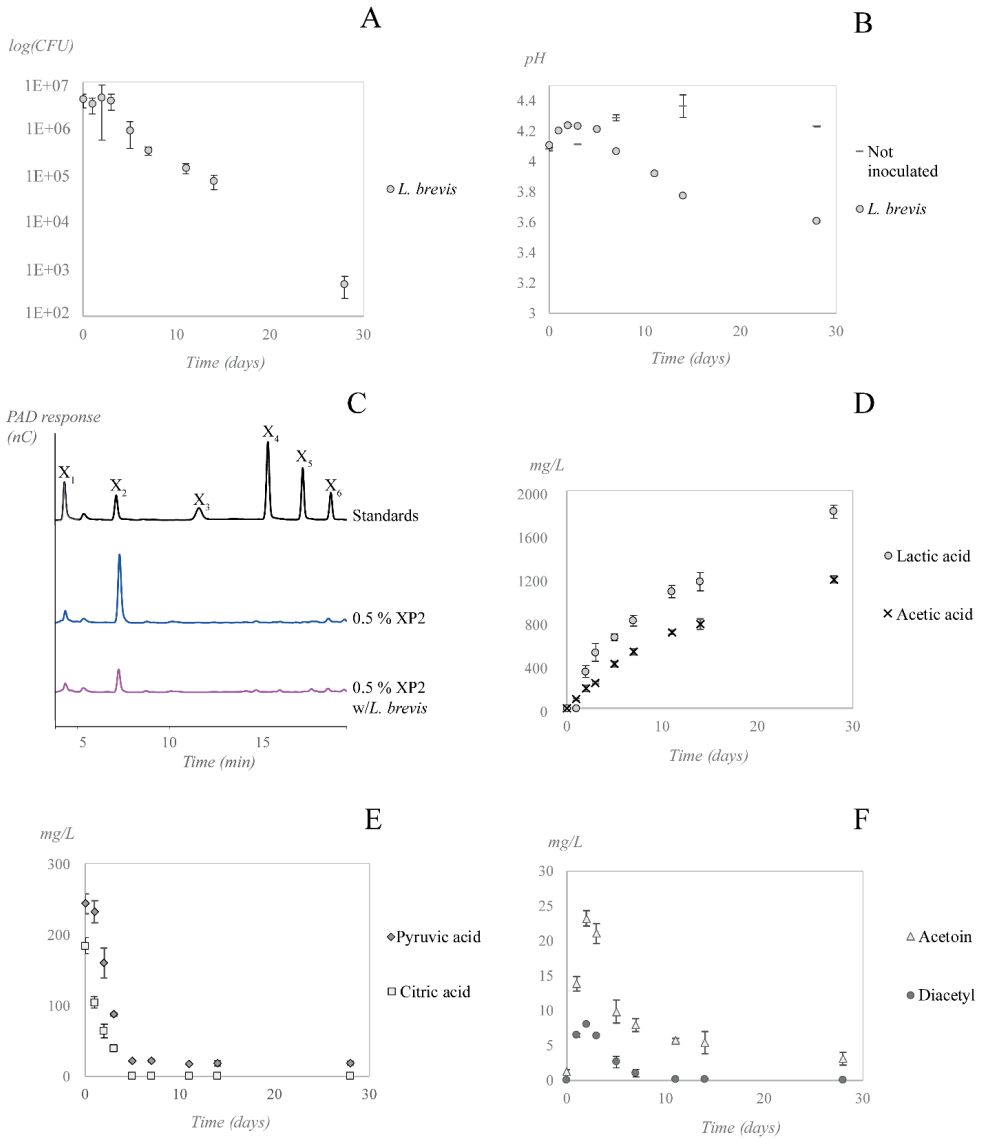 A
log(CFU)
1E+07
1E+06
1E+05
1E+04
1E+03
1E+02
0 10 20 30
Time (days)
L. brevis
B
pH
4.4
4.2
4
3.8
3.6
3.4
3.2
3
0 10 20 30
Time (days)
Not
inoculated
L. brevis
C
PAD response
(nC)
X1
X2
X3
X4
X5
X6
Standards
0.5 % XP2
0.5 % XP2
w/L. brevis
5 10 15
Time (min)
D
mg/L
2000
1600
1200
800
400
0
0 10 20 30
Time (days)
Lactic acid
Acetic acid
E
mg/L
300
200
100
0
0 10 20 30
Time (days)
Pyruvic acid
Citric acid
F
mg/L
30
25
20
15
10
5
0
0 10 20 30
Time (days)
Acetoin
Diacetyl